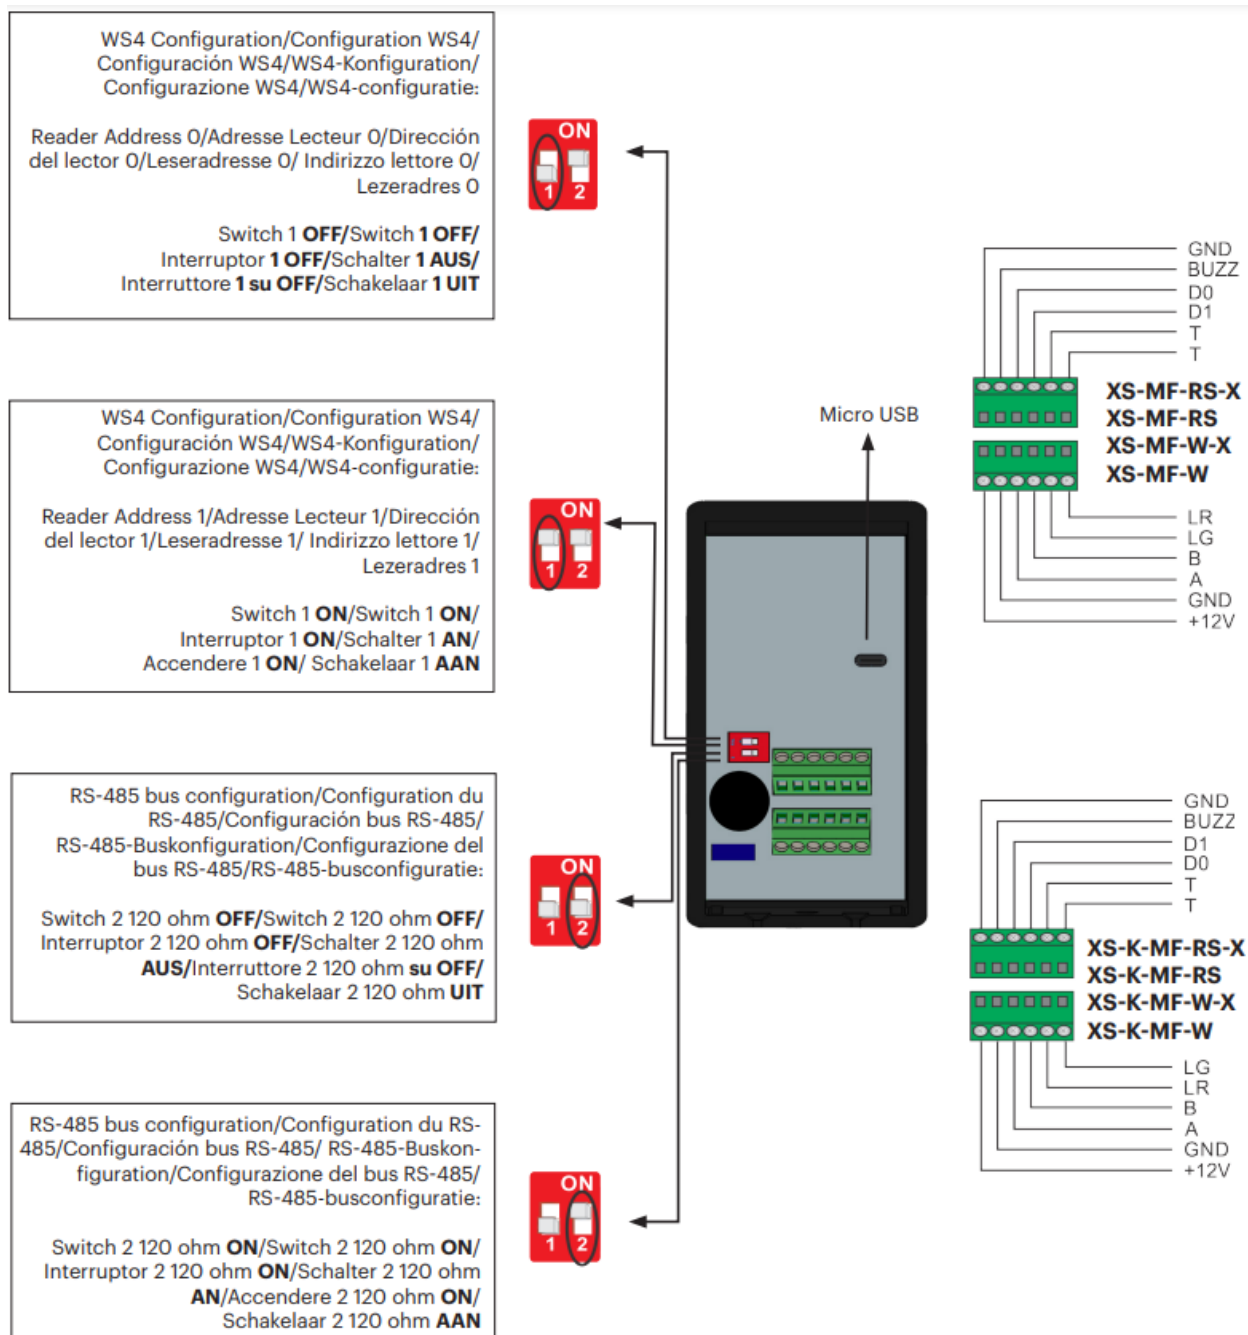 WS4 Configuration/Configuration WS4/
Configuración WS4/WS4-Konfiguration/
Configurazione WS4/WS4-configuratie:
Reader Address 0/Adresse Lecteur 0/Dirección
del lector 0/Leseradresse 0/ Indirizzo lettore 0/
Lezeradres 0
Switch 1 OFF/Switch 1 OFF/
Interruptor 1 OFF/Schalter 1 AUS/
Interruttore 1 su OFF/Schakelaar 1 UIT
ON
1 2
WS4 Configuration/Configuration WS4/
Configuración WS4/WS4-Konfiguration/
Configurazione WS4/WS4-configuratie:
Reader Address 1/Adresse Lecteur 1/Dirección
del lector 1/Leseradresse 1/ Indirizzo lettore 1/
Lezeradres 1
Switch 1 ON/Switch 1 ON/
Interruptor 1 ON/Schalter 1 AN/
Accendere 1 ON/ Schakelaar 1 AAN
ON
1 2
RS-485 bus configuration/Configuration du
RS-485/Configuración bus RS-485/
RS-485-Buskonfiguration/Configurazione del
bus RS-485/RS-485-busconfiguratie:
Switch 2 120 ohm OFF/Switch 2 120 ohm OFF/
Interruptor 2 120 ohm OFF/Schalter 2 120 ohm
AUS/Interruttore 2 120 ohm su OFF/
Schakelaar 2 120 ohm UIT
ON
1 2
RS-485 bus configuration/Configuration du RS-
485/Configuración bus RS-485/ RS-485-Buskon-
figuration/Configurazione del bus RS-485/
RS-485-busconfiguratie:
Switch 2 120 ohm ON/Switch 2 120 ohm ON/
Interruptor 2 120 ohm ON/Schalter 2 120 ohm
AN/Accendere 2 120 ohm ON/
Schakelaar 2 120 ohm AAN
ON
1 2
Micro USB
GND
BUZZ
D0
D1
T
T
XS-MF-RS-X
XS-MF-RS
XS-MF-W-X
XS-MF-W
LR
LG
B
A
GND
+12V
GND
BUZZ
D1
D0
T
T
XS-K-MF-RS-X
XS-K-MF-RS
XS-K-MF-W-X
XS-K-MF-W
LG
LR
B
A
GND
+12V